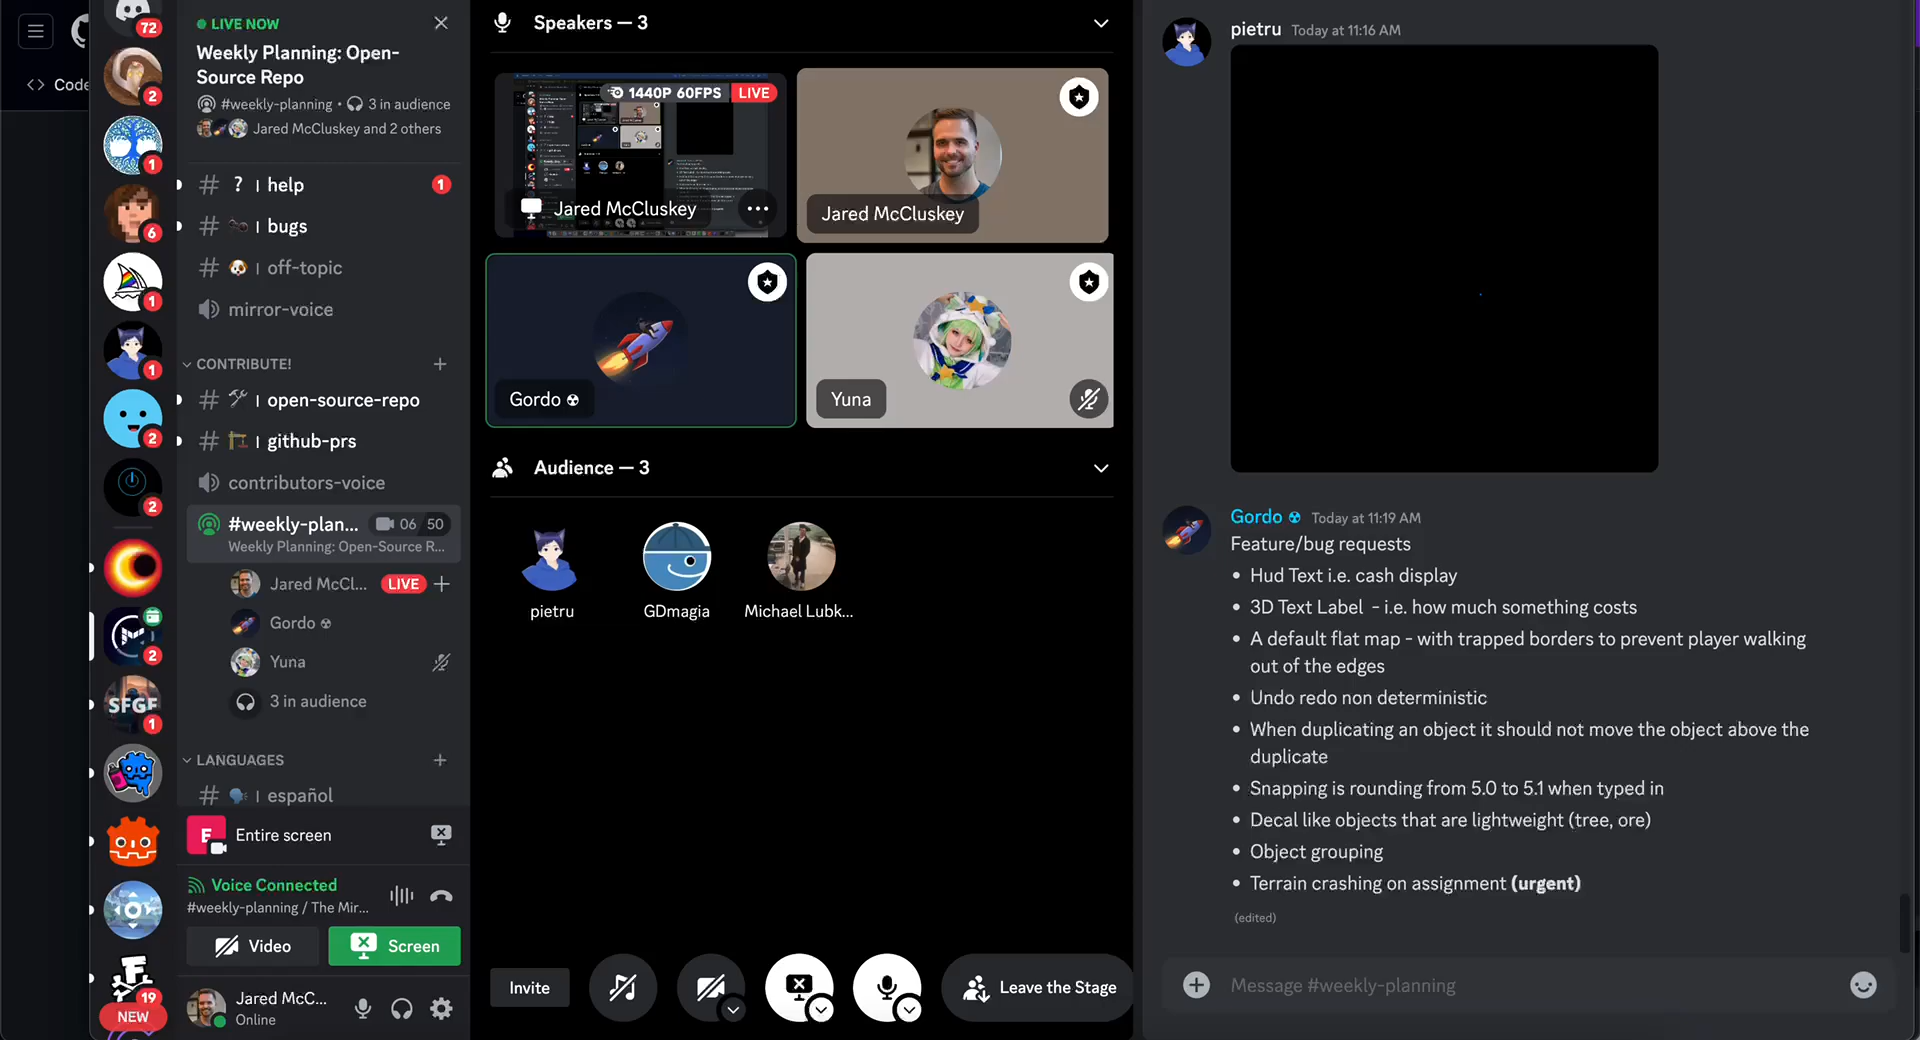 Code
72
2
1
6
1
1
2
2
2
SFGF
1
19
NEW
LIVE NOW
Weekly Planning: Open-
Source Repo
#weekly-planning • 3 in audience
Jared McCluskey and 2 others
# ? | help
1
# | bugs
# | off-topic
mirror-voice
CONTRIBUTE!
# | open-source-repo
# | github-prs
contributors-voice
#weekly-plan... 06 50
Weekly Planning: Open-Source R...
Jared McCl... LIVE
Gordo
Yuna
3 in audience
LANGUAGES
# | español
E
Entire screen
Voice Connected
#weekly-planning / The Mir...
Video
Screen
Jared McC...
Online
Speakers — 3
1440P 60FPS LIVE
Jared McCluskey
Jared McCluskey
Gordo
Yuna
Audience — 3
pietru
GDmagia
Michael Lubk...
Invite
Leave the Stage
pietru Today at 11:16 AM
Gordo Today at 11:19 AM
Feature/bug requests
• Hud Text i.e. cash display
• 3D Text Label - i.e. how much something costs
• A default flat map - with trapped borders to prevent player walking
out of the edges
• Undo redo non deterministic
• When duplicating an object it should not move the object above the
duplicate
• Snapping is rounding from 5.0 to 5.1 when typed in
• Decal like objects that are lightweight (tree, ore)
• Object grouping
• Terrain crashing on assignment (urgent)
(edited)
Message #weekly-planning